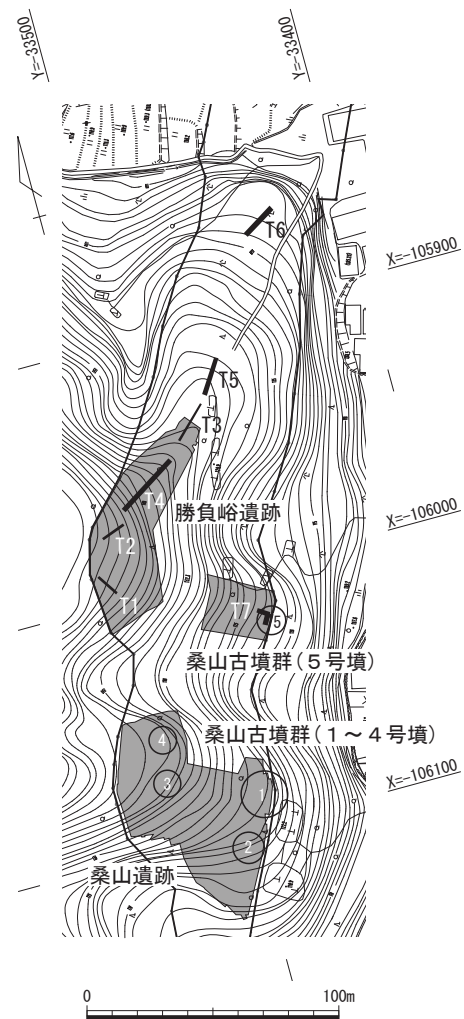 Y=-33500
Y=-33400
T6
X=-105900
T5
T3
T4
勝負峪遺跡
X=-106000
T2
T1
T7
5
桑山古墳群(5号墳)
桑山古墳群(1~4号墳)
4
3
1
X=-106100
2
桑山遺跡
0
100m